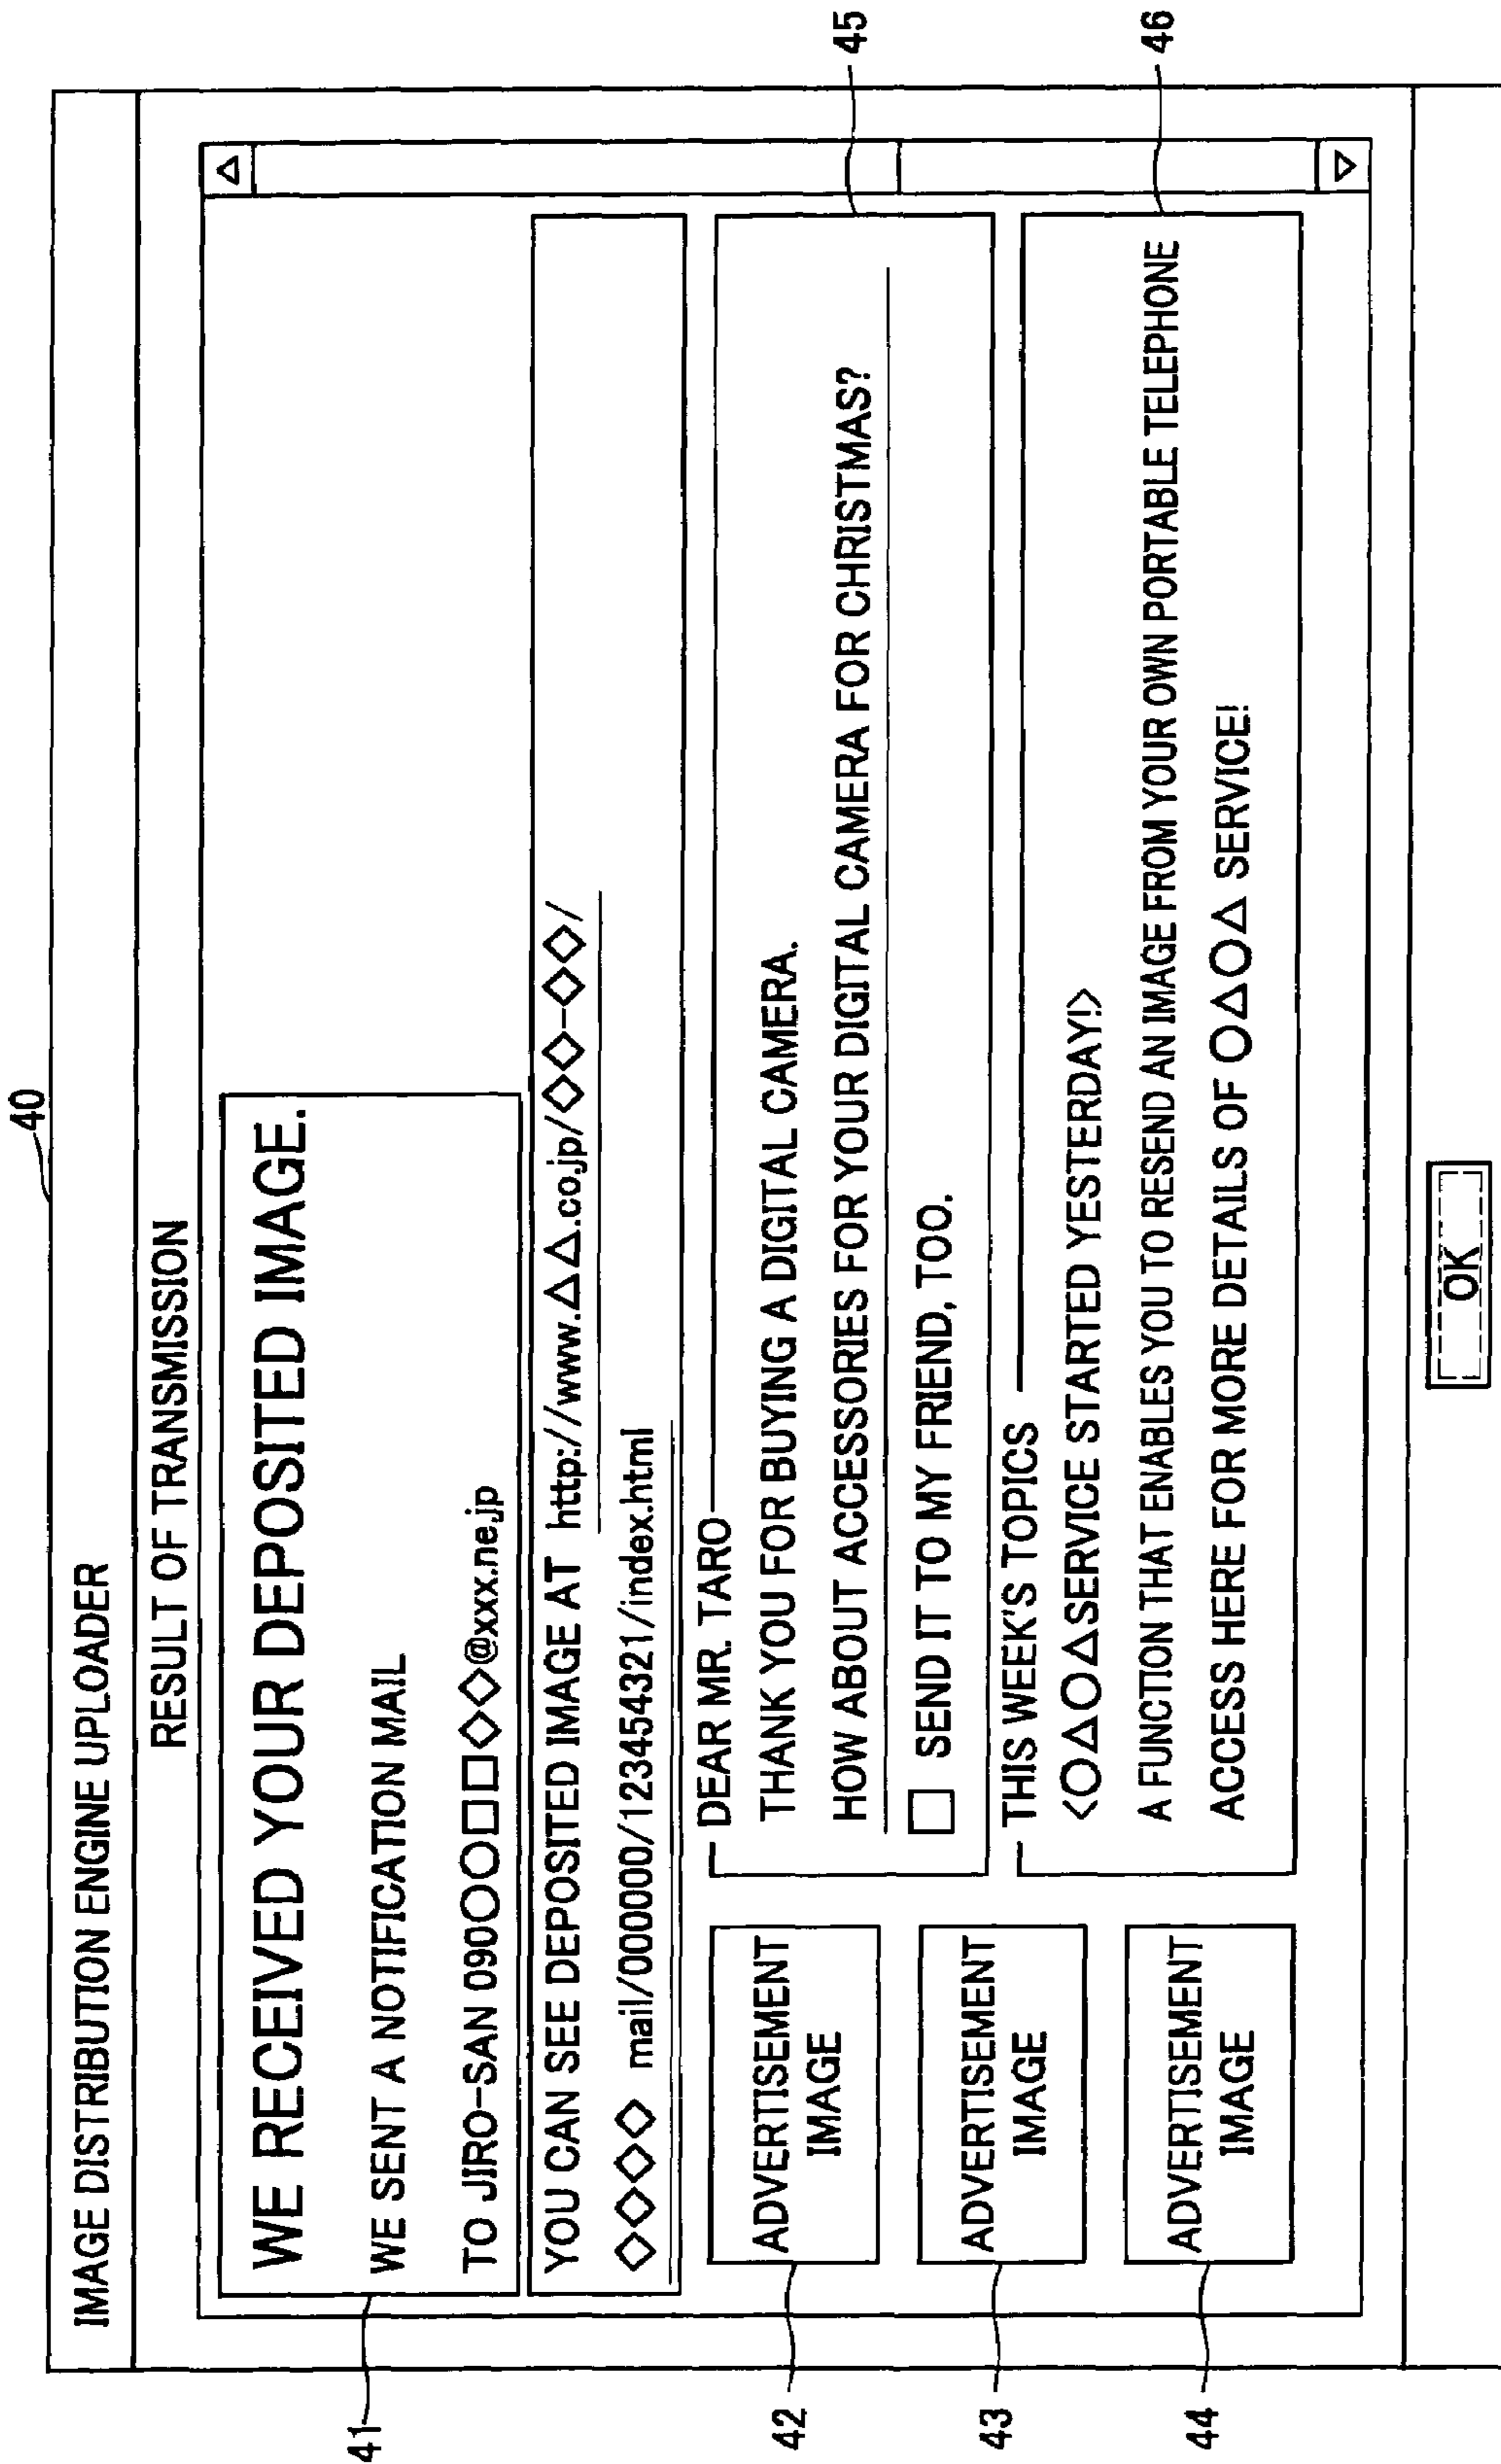 40
IMAGE DISTRIBUTION ENGINE UPLOADER
RESULT OF TRANSMISSION
41
WE RECEIVED YOUR DEPOSITED IMAGE.
WE SENT A NOTIFICATION MAIL
TO JIRO-SAN 090○○□□◇◇@xxx.ne.jp
YOU CAN SEE DEPOSITED IMAGE AT http://www.△△.co.jp/◇◇-◇◇/
◇◇◇◇ mail/000000/123454321/index.html
42
ADVERTISEMENT
IMAGE
43
ADVERTISEMENT
IMAGE
44
ADVERTISEMENT
IMAGE
DEAR MR. TARO
45
THANK YOU FOR BUYING A DIGITAL CAMERA.
HOW ABOUT ACCESSORIES FOR YOUR DIGITAL CAMERA FOR CHRISTMAS?
□ SEND IT TO MY FRIEND, TOO.
THIS WEEK'S TOPICS
46
<○△○△SERVICE STARTED YESTERDAY!>
A FUNCTION THAT ENABLES YOU TO RESEND AN IMAGE FROM YOUR OWN PORTABLE TELEPHONE
ACCESS HERE FOR MORE DETAILS OF ○△○△ SERVICE!
OK